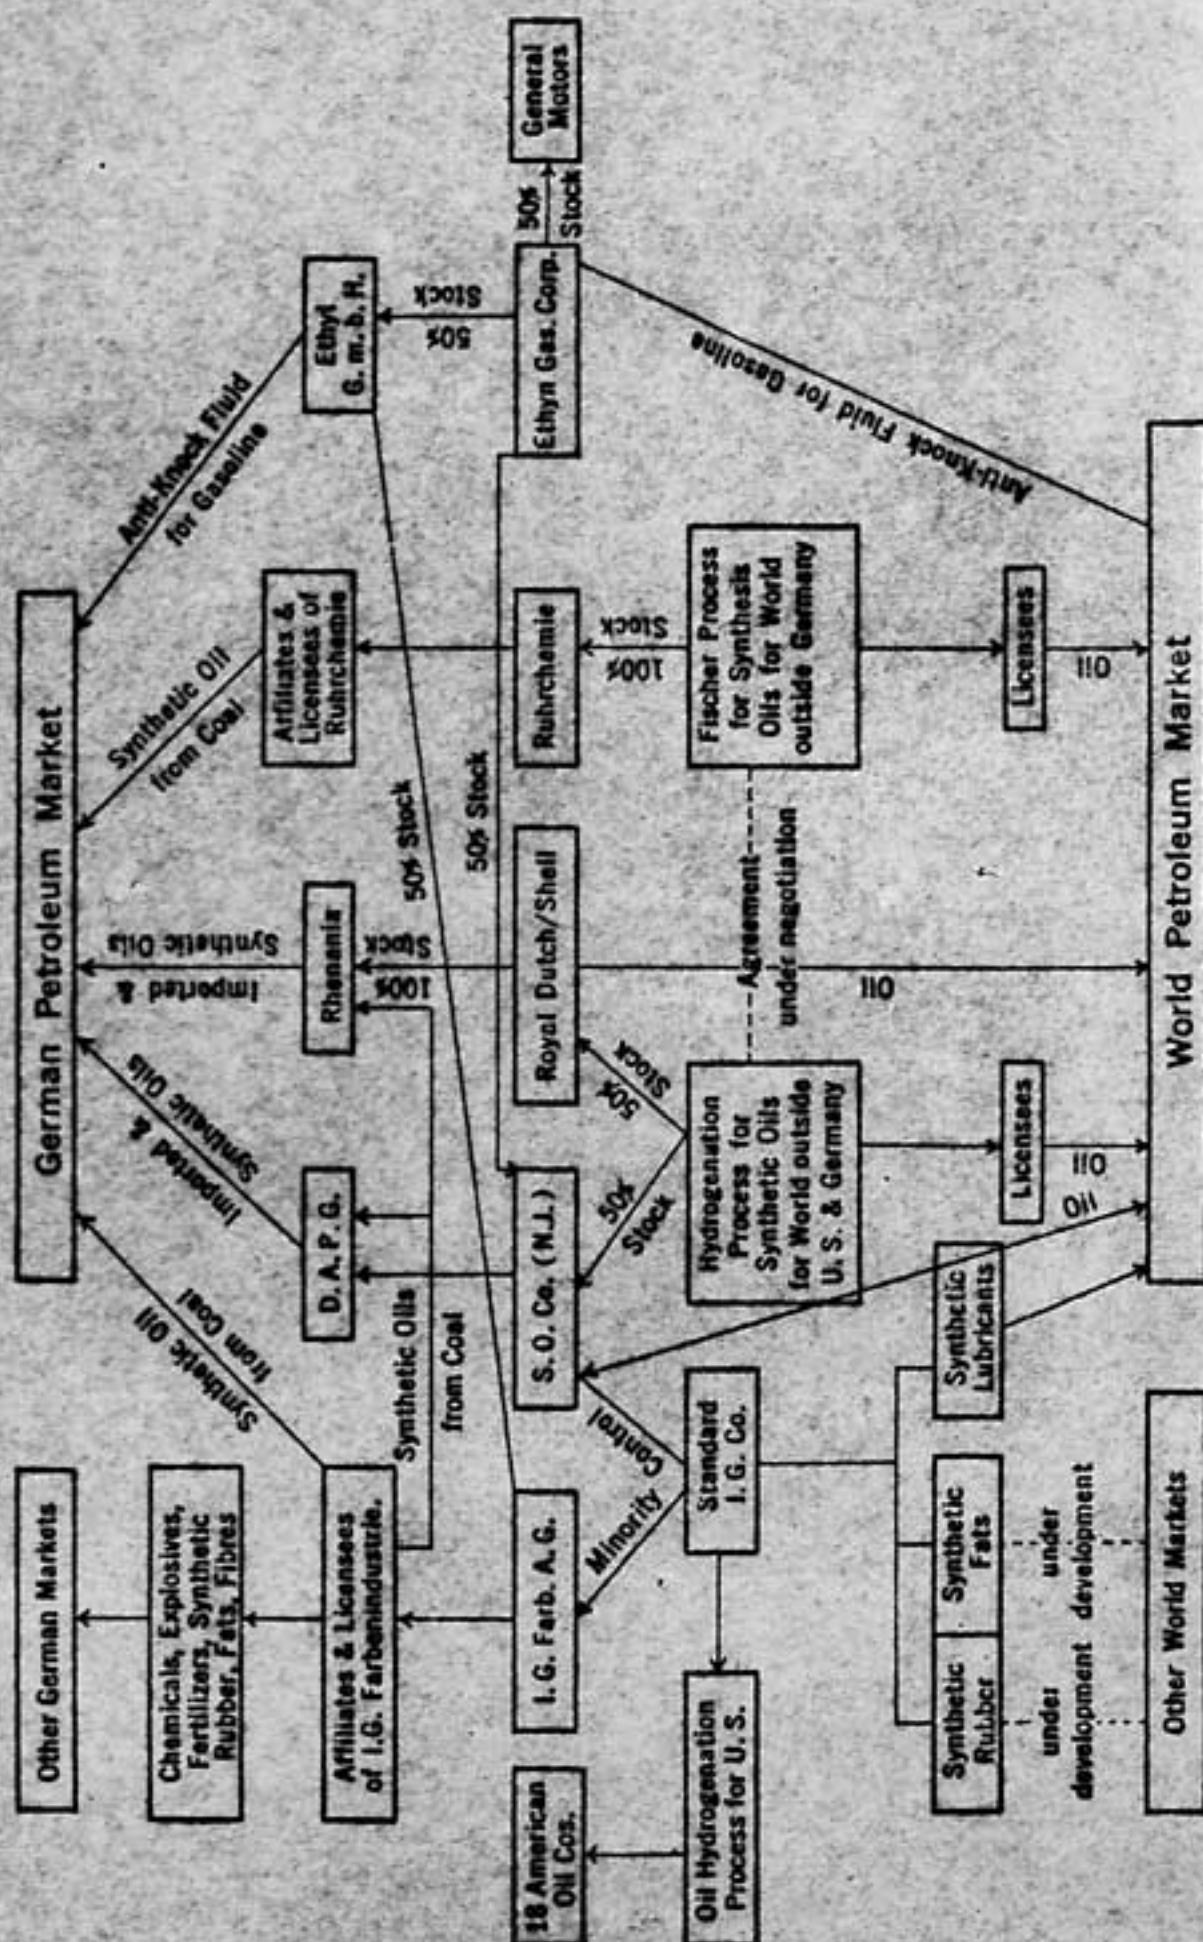 Other German Markets
German Petroleum Market
Chemicals, Explosives,
Fertilizers, Synthetic
Rubber, Fats, Fibres
Synthetic Oil
from Coal
Imported &
Synthetic Oils
Imported &
Synthetic Oils
Synthetic Oil
from Coal
Anti-Knock Fluid
for Gasoline
Affiliates & Licenses
of I.G. Farbenindustrie.
D. A. P. G.
Rhenania
Affiliates &
Licenses of
Ruhrchemie
Ethyl
G. m. b. H.
Synthetic Oils
from Coal
100%
Stock
50% Stock
50% Stock
50%
Stock
18 American
Oil Cos.
I.G. Farb. A.G.
S. O. Co. (N.J.)
Royal Dutch/Shell
Ruhrchemie
Ethyn Gas. Corp.
50%
Stock
General
Motors
Minority
Control
50%
Stock
50%
Stock
100%
Stock
Oil Hydrogenation
Process for U.S.
Standard
I.G. Co.
Hydrogenation
Process for
Synthetic Oils
for World outside
U. S. & Germany
Agreement
under negotiation
Fischer Process
for Synthesis
Oils for World
outside Germany
Anti-Knock Fluid for Gasoline
Oil
Synthetic
Rubber
Synthetic
Fats
Synthetic
Lubricants
Licensees
Licenses
under
development
under
development
I/O
Oil
Oil
Other World Markets
World Petroleum Market